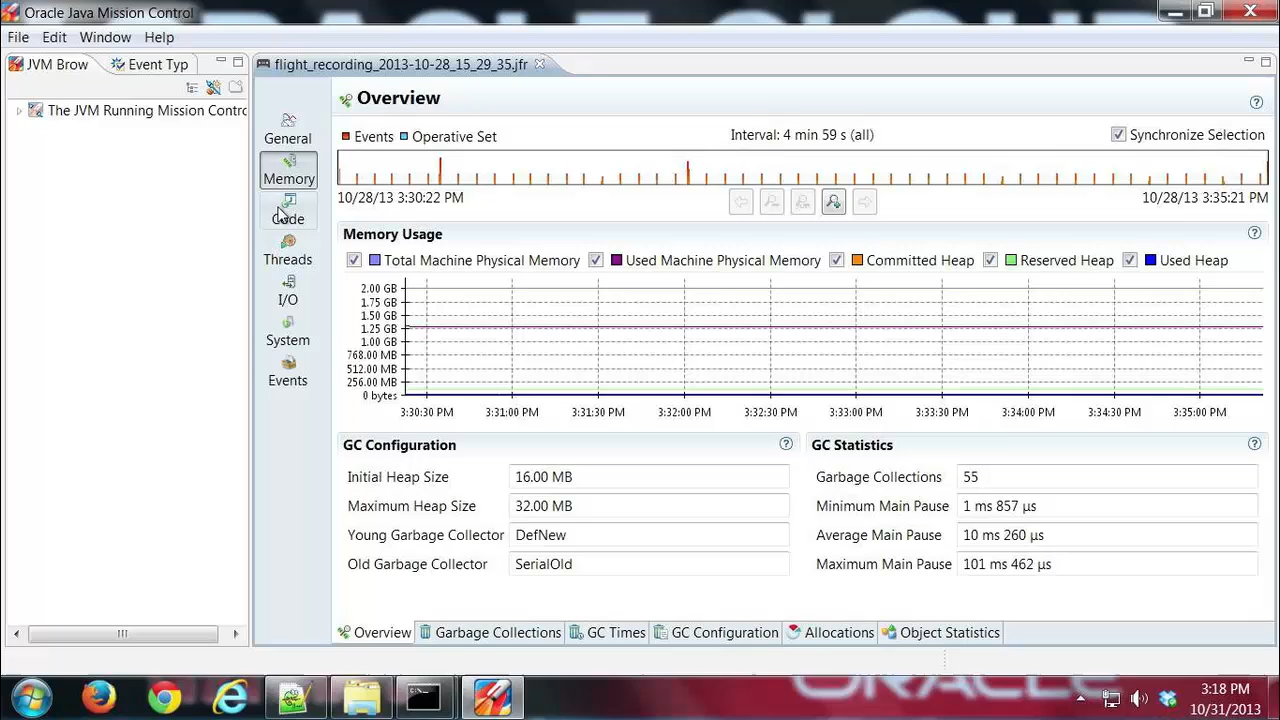 Oracle Java Mission Control
File Edit Window Help
JVM Brow Event Typ
flight_recording_2013-10-28_15_29_35.jfr
The JVM Running Mission Contro
General
Memory
Code
Threads
I/O
System
Events
Overview
Events Operative Set Interval: 4 min 59 s (all) Synchronize Selection
10/28/13 3:30:22 PM 10/28/13 3:35:21 PM
Memory Usage
Total Machine Physical Memory Used Machine Physical Memory Committed Heap Reserved Heap Used Heap
2.00 GB
1.75 GB
1.50 GB
1.25 GB
1.00 GB
768.00 MB
512.00 MB
256.00 MB
0 bytes
3:30:30 PM 3:31:00 PM 3:31:30 PM 3:32:00 PM 3:32:30 PM 3:33:00 PM 3:33:30 PM 3:34:00 PM 3:34:30 PM 3:35:00 PM
GC Configuration
Initial Heap Size 16.00 MB
Maximum Heap Size 32.00 MB
Young Garbage Collector DefNew
Old Garbage Collector SerialOld
GC Statistics
Garbage Collections 55
Minimum Main Pause 1 ms 857 µs
Average Main Pause 10 ms 260 µs
Maximum Main Pause 101 ms 462 µs
Overview Garbage Collections GC Times GC Configuration Allocations Object Statistics
3:18 PM
10/31/2013